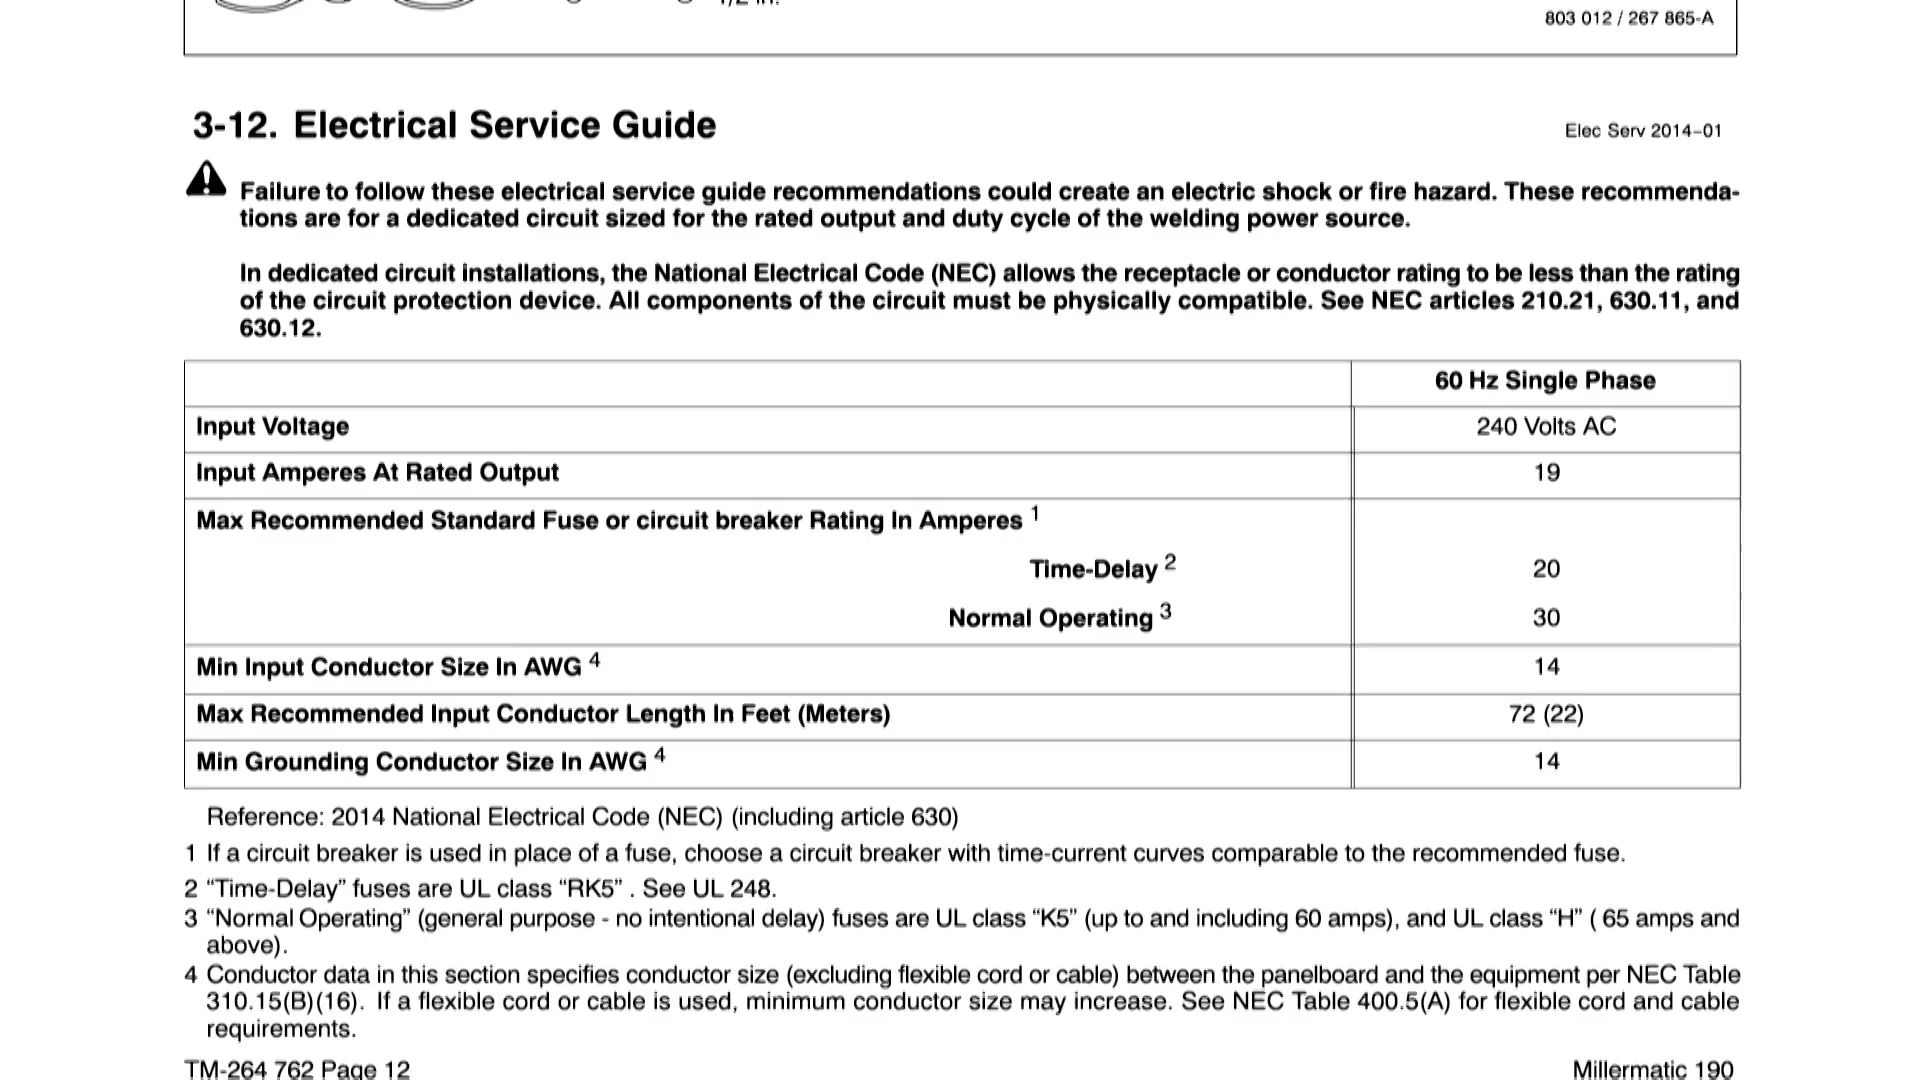 1/2 in.
803 012 / 267 865-A
3-12. Electrical Service Guide
Elec Serv 2014–01
Failure to follow these electrical service guide recommendations could create an electric shock or fire hazard. These recommenda-
tions are for a dedicated circuit sized for the rated output and duty cycle of the welding power source.
In dedicated circuit installations, the National Electrical Code (NEC) allows the receptacle or conductor rating to be less than the rating
of the circuit protection device. All components of the circuit must be physically compatible. See NEC articles 210.21, 630.11, and
630.12.
60 Hz Single Phase
Input Voltage 240 Volts AC
Input Amperes At Rated Output 19
Max Recommended Standard Fuse or circuit breaker Rating In Amperes 1
Time-Delay 2 20
Normal Operating 3 30
Min Input Conductor Size In AWG 4 14
Max Recommended Input Conductor Length In Feet (Meters) 72 (22)
Min Grounding Conductor Size In AWG 4 14
Reference: 2014 National Electrical Code (NEC) (including article 630)
1 If a circuit breaker is used in place of a fuse, choose a circuit breaker with time-current curves comparable to the recommended fuse.
2 “Time-Delay” fuses are UL class “RK5” . See UL 248.
3 “Normal Operating” (general purpose - no intentional delay) fuses are UL class “K5” (up to and including 60 amps), and UL class “H” ( 65 amps and
above).
4 Conductor data in this section specifies conductor size (excluding flexible cord or cable) between the panelboard and the equipment per NEC Table
310.15(B)(16). If a flexible cord or cable is used, minimum conductor size may increase. See NEC Table 400.5(A) for flexible cord and cable
requirements.
TM-264 762 Page 12
Millermatic 190